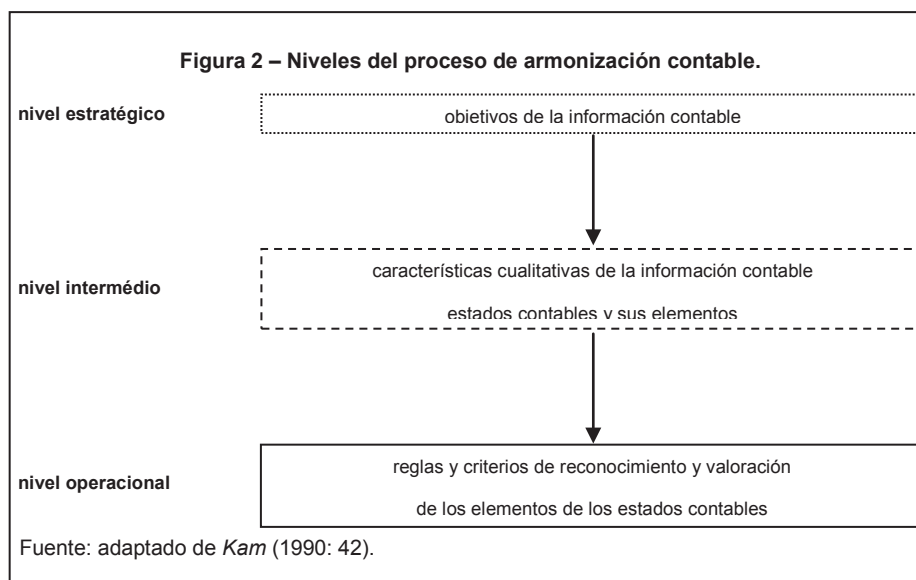 Figura 2 – Niveles del proceso de armonización contable.
nivel estratégico
objetivos de la información contable
nivel intermédio
características cualitativas de la información contable
estados contables y sus elementos
nivel operacional
reglas y criterios de reconocimiento y valoración
de los elementos de los estados contables
Fuente: adaptado de Kam (1990: 42).